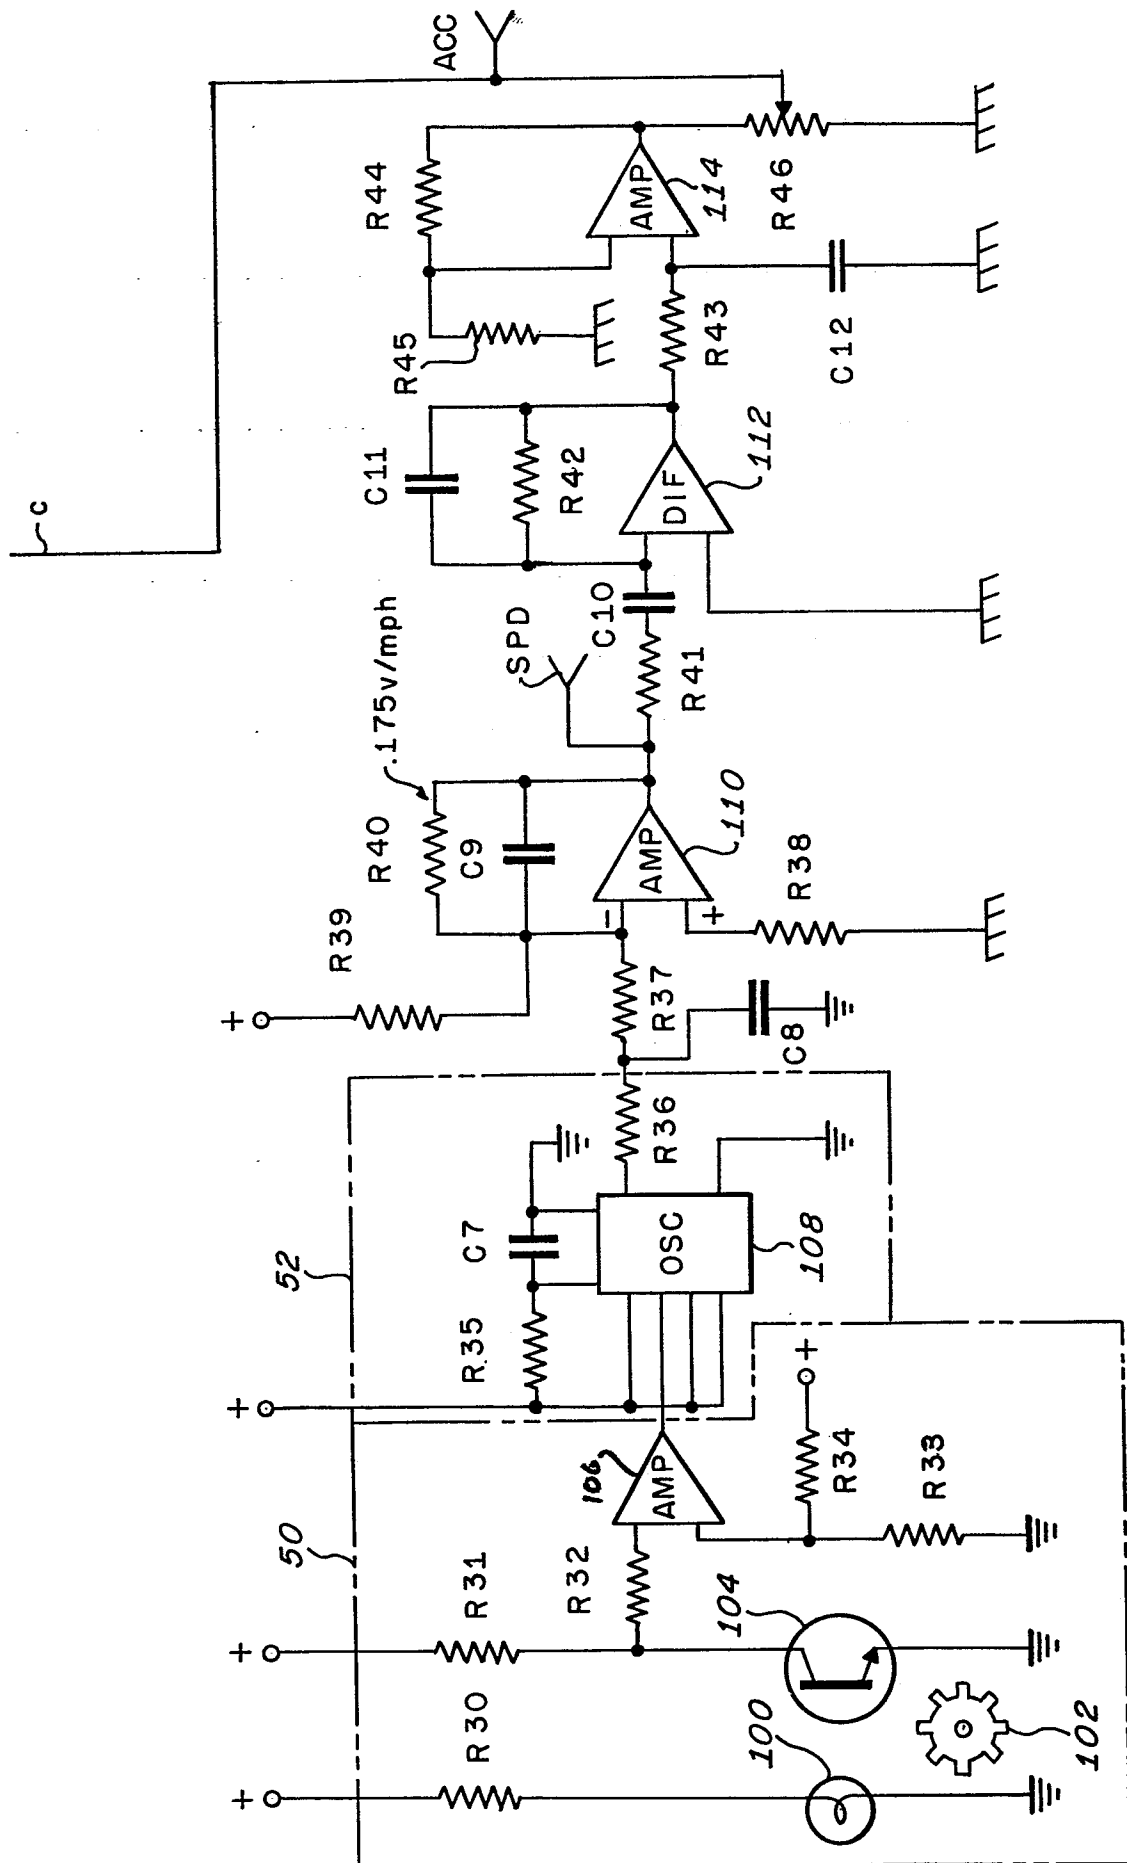 c
+
+
+
+
50
52
R39
.175v/mph
R40
C11
R44
ACC
R30
R31
R35
C7
C9
R45
R32
106
AMP
OSC
R36
R37
−
+
AMP
SPD
C10
R42
DIF
AMP
R41
R43
114
100
104
108
110
112
R46
+
R34
R38
C8
C12
R33
102